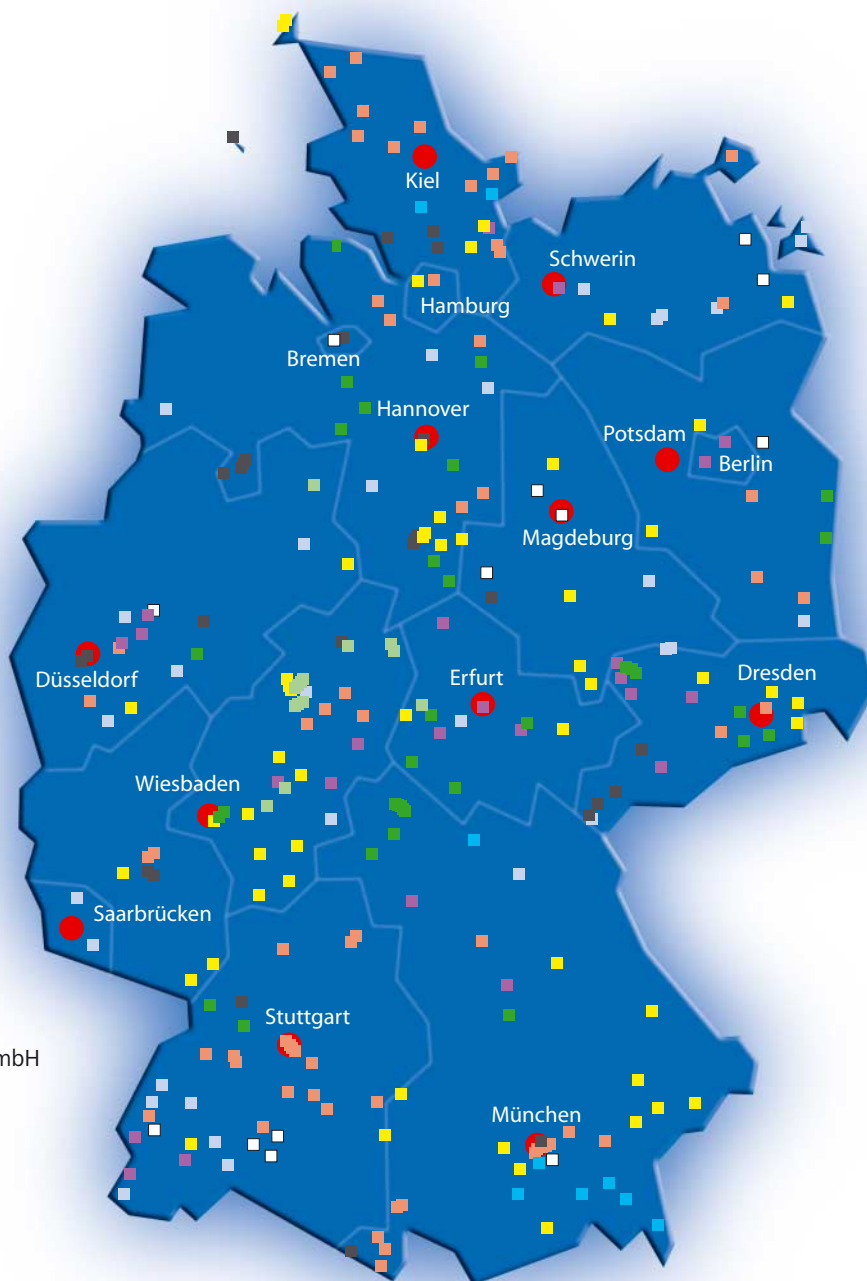 Kiel
Schwerin
Hamburg
Bremen
Hannover
Potsdam
Berlin
Magdeburg
Düsseldorf
Erfurt
Dresden
Wiesbaden
Saarbrücken
Stuttgart
mbH
München